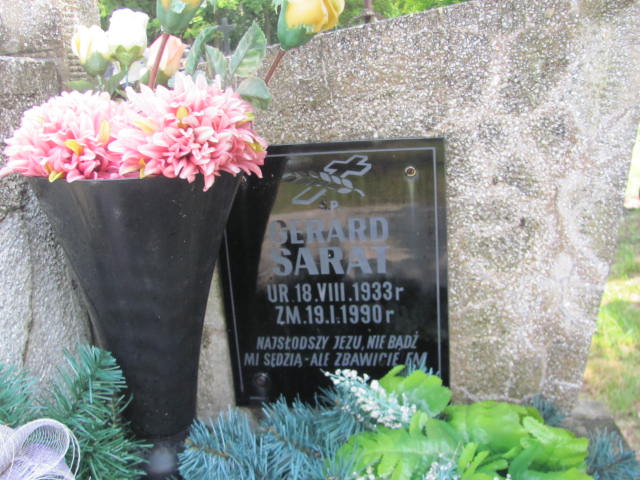 Ś.P.
GERARD
SARAT
UR.18.VIII.1933r
ZM.19.I.1990r
NAJSŁODSZY JEZU, NIE BĄDŹ
MI SĘDZIĄ-ALE ZBAWICIELEM